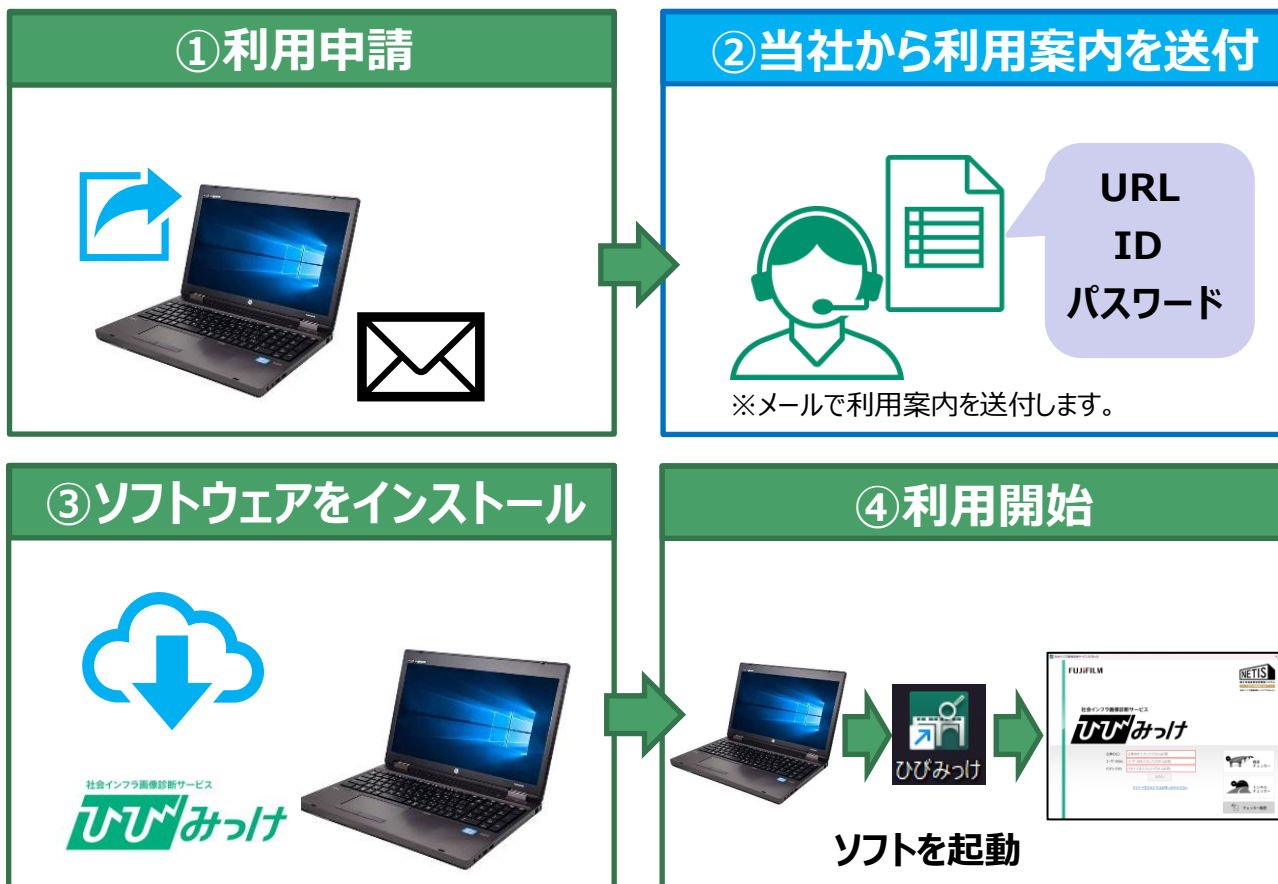 ①利用申請
②当社から利用案内を送付
URL
ID
パスワード
※メールで利用案内を送付します。
③ソフトウェアをインストール
社会インフラ画像診断サービス
ひびみっけ
④利用開始
ひびみっけ
ソフトを起動
FUJIFILM
NETIS
社会インフラ画像診断サービス
ひびみっけ